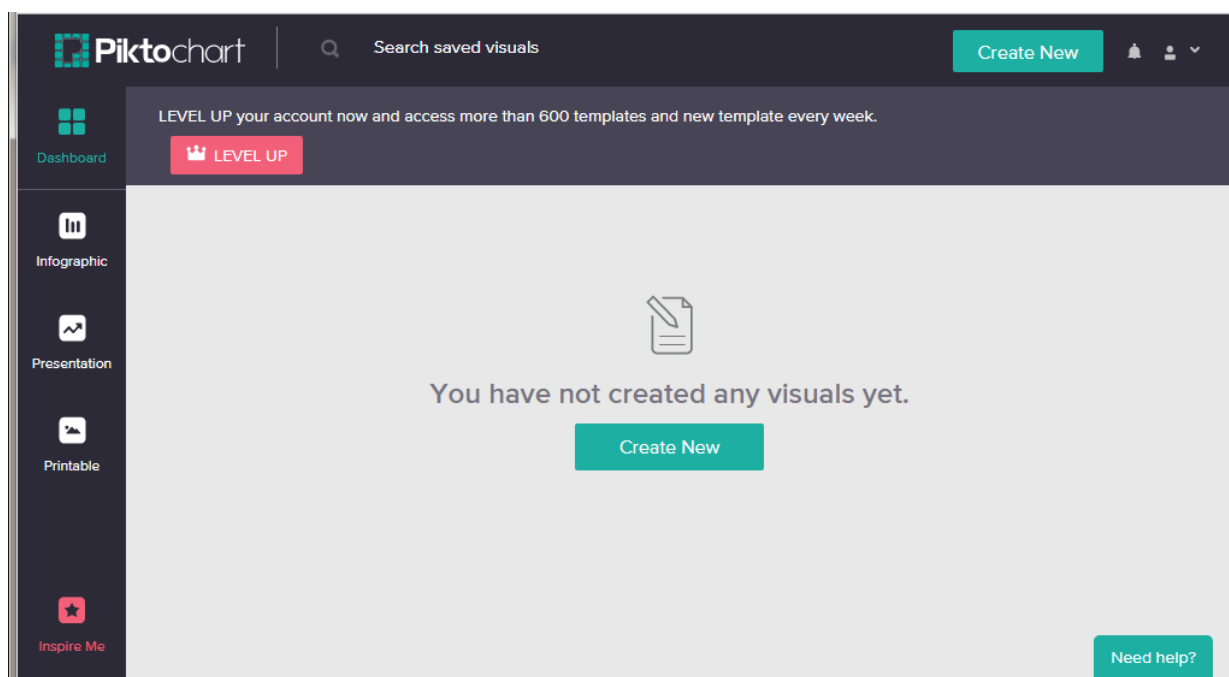 Piktochart
Search saved visuals
Create New
Dashboard
LEVEL UP your account now and access more than 600 templates and new template every week.
LEVEL UP
Infographic
Presentation
Printable
Inspire Me
You have not created any visuals yet.
Create New
Need help?